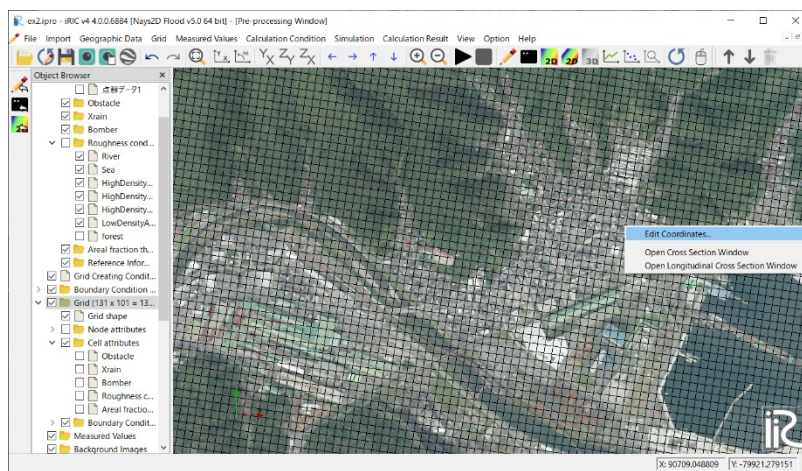 ex2.ipro - iRIC v4 4.0.0.6884 [Nays2D Flood v5.0 64 bit] - [Pre-processing Window]
File Import Geographic Data Grid Measured Values Calculation Condition Simulation Calculation Result View Option Help
Object Browser
点群データ1
Obstacle
Xrain
Bomber
Roughness cond...
River
Sea
HighDensity...
HighDensity...
HighDensity...
LowDensityA...
forest
Areal fraction th...
Reference Infor...
Grid Creating Condit...
Boundary Condition ...
Grid (131 x 101 = 13...
Grid shape
Node attributes
Cell attributes
Obstacle
Xrain
Bomber
Roughness c...
Areal fractio...
Boundary Condit...
Measured Values
Background Images
Edit Coordinates...
Open Cross Section Window
Open Longitudinal Cross Section Window
iRiC
X: 90709.048809 Y: -79921.279151